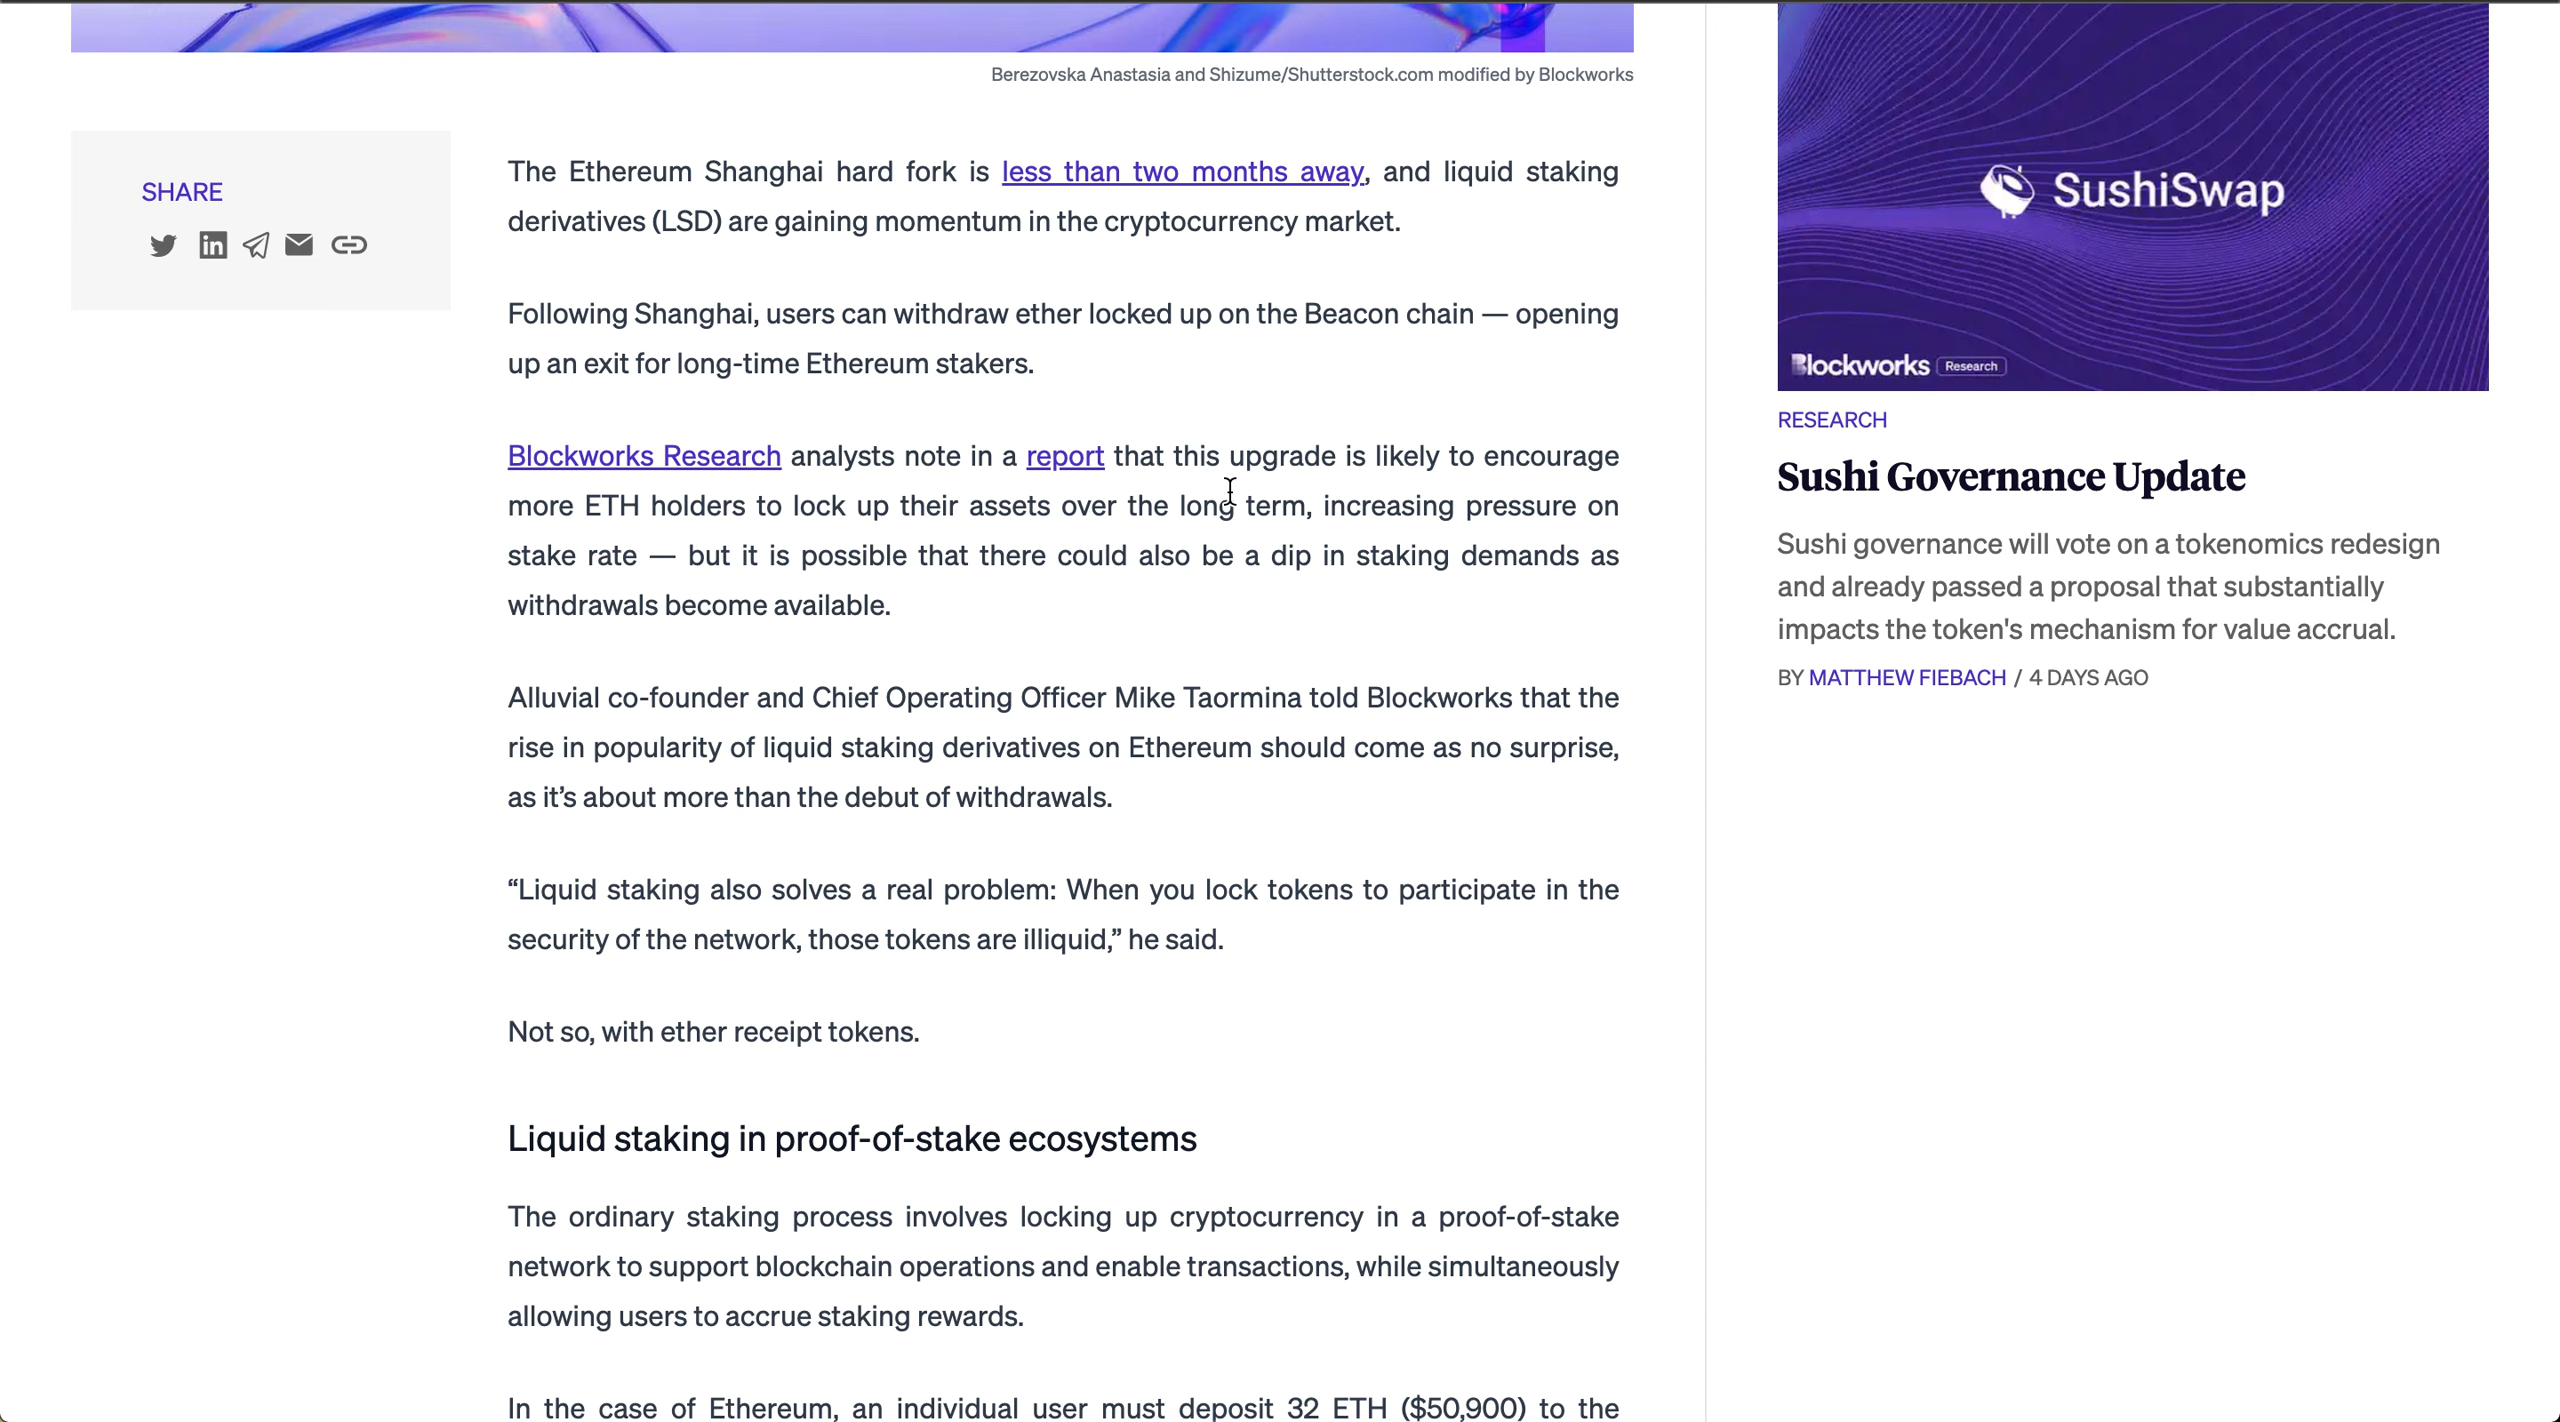 Berezovska Anastasia and Shizume/Shutterstock.com modified by Blockworks
SHARE
The Ethereum Shanghai hard fork is less than two months away, and liquid staking
derivatives (LSD) are gaining momentum in the cryptocurrency market.
Following Shanghai, users can withdraw ether locked up on the Beacon chain — opening
up an exit for long-time Ethereum stakers.
Blockworks Research analysts note in a report that this upgrade is likely to encourage
more ETH holders to lock up their assets over the long term, increasing pressure on
stake rate — but it is possible that there could also be a dip in staking demands as
withdrawals become available.
Alluvial co-founder and Chief Operating Officer Mike Taormina told Blockworks that the
rise in popularity of liquid staking derivatives on Ethereum should come as no surprise,
as it’s about more than the debut of withdrawals.
“Liquid staking also solves a real problem: When you lock tokens to participate in the
security of the network, those tokens are illiquid,” he said.
Not so, with ether receipt tokens.
Liquid staking in proof-of-stake ecosystems
The ordinary staking process involves locking up cryptocurrency in a proof-of-stake
network to support blockchain operations and enable transactions, while simultaneously
allowing users to accrue staking rewards.
In the case of Ethereum, an individual user must deposit 32 ETH ($50,900) to the
SushiSwap
Blockworks Research
RESEARCH
Sushi Governance Update
Sushi governance will vote on a tokenomics redesign
and already passed a proposal that substantially
impacts the token's mechanism for value accrual.
BY MATTHEW FIEBACH / 4 DAYS AGO